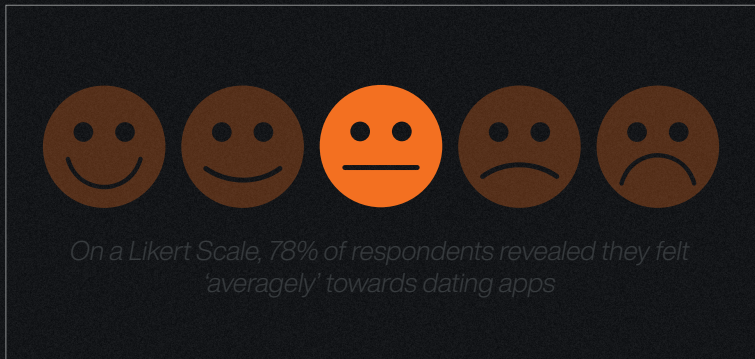 On a Likert Scale, 78% of respondents revealed they felt
‘averagely’ towards dating apps